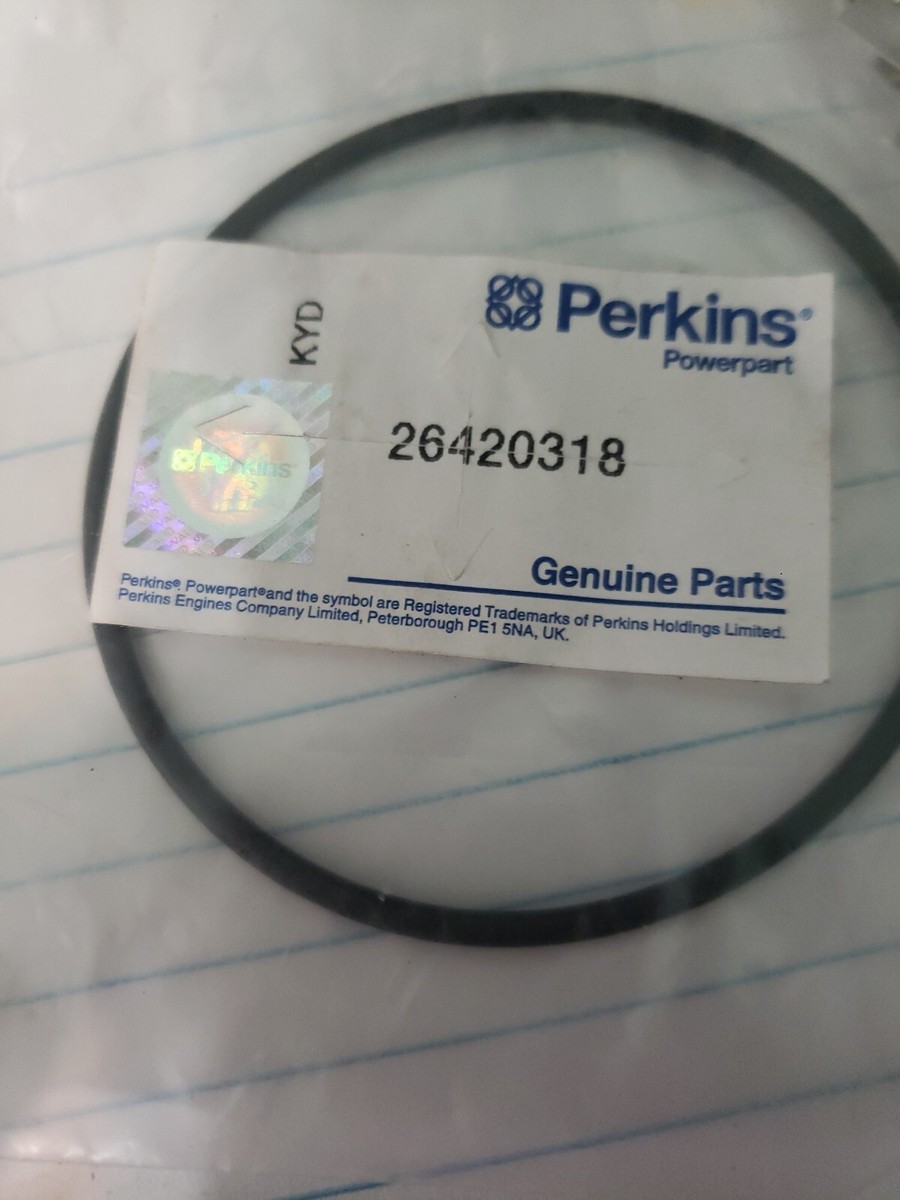 KYD
Perkins®
Powerpart
Perkins
26420318
Genuine Parts
Perkins®. Powerpart®and the symbol are Registered Trademarks of Perkins Holdings Limited.
Perkins Engines Company Limited, Peterborough PE1 5NA, UK.